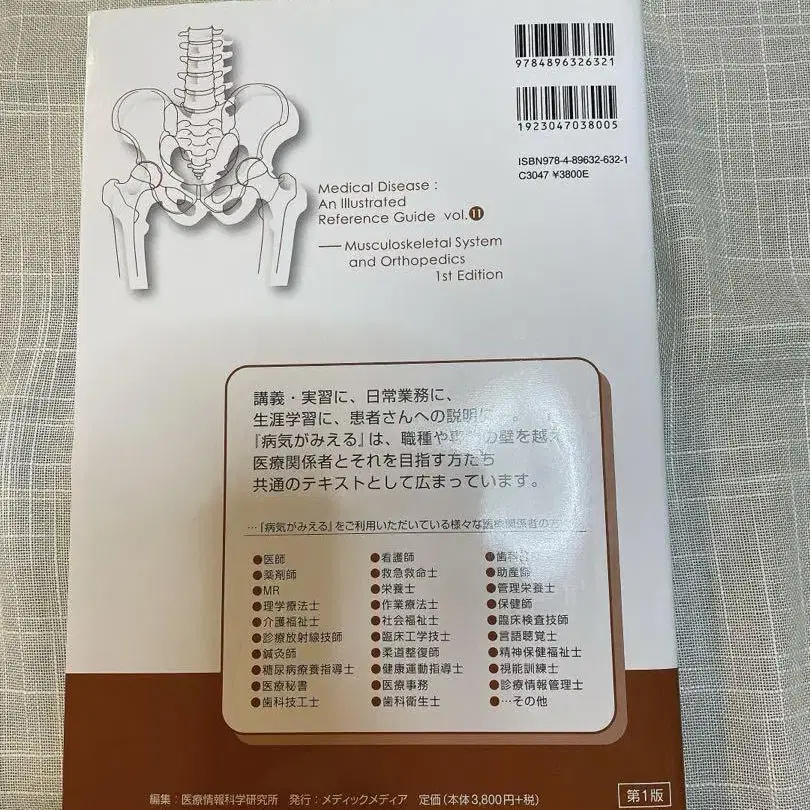 9784896326321
1923047038005
ISBN978-4-89632-632-1
C3047 ¥3800E
Medical Disease :
An Illustrated
Reference Guide vol.11
Musculoskeletal System
and Orthopedics
1st Edition
講義・実習に、日常業務に、
生涯学習に、患者さんへの説明に
『病気がみえる』は、職種や専門の壁を越え
医療関係者とそれを目指す方たち
共通のテキストとして広まっています。
…『病気がみえる』をご利用いただいている様々な医療関係者の方
●医師 ●看護師 ●歯科医師
●薬剤師 ●救急救命士 ●助産師
●MR ●栄養士 ●管理栄養士
●理学療法士 ●作業療法士 ●保健師
●介護福祉士 ●社会福祉士 ●臨床検査技師
●診療放射線技師 ●臨床工学技士 ●言語聴覚士
●鍼灸師 ●柔道整復師 ●精神保健福祉士
●糖尿病療養指導士 ●健康運動指導士 ●視能訓練士
●医療秘書 ●医療事務 ●診療情報管理士
●歯科技工士 ●歯科衛生士 ●…その他
編集：医療情報科学研究所 発行：メディックメディア 定価（本体3,800円+税）
第1版